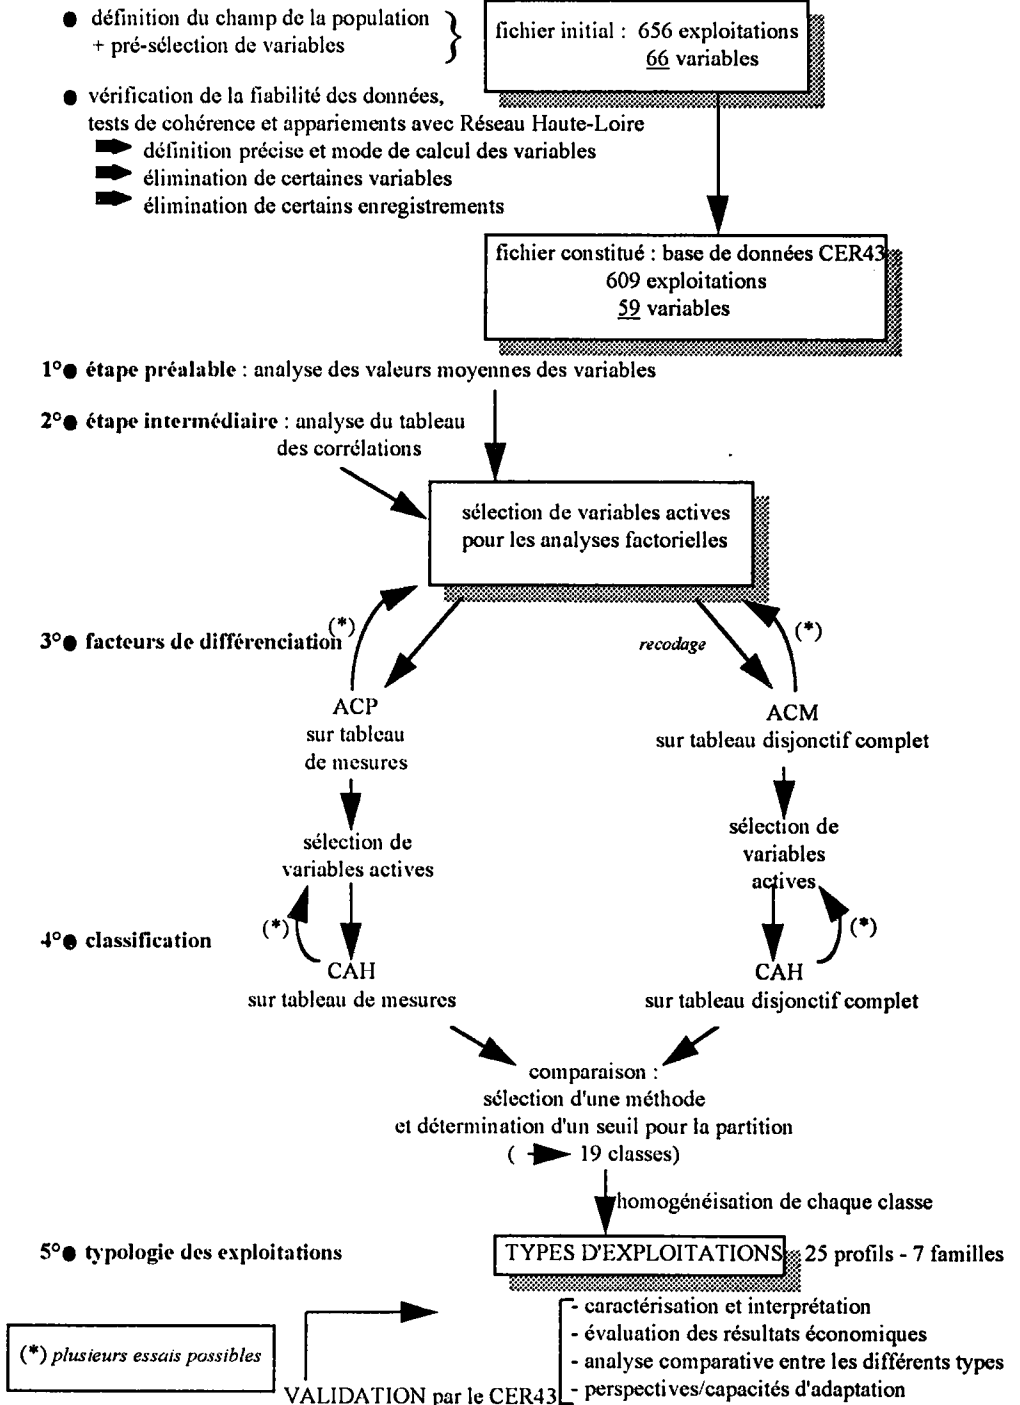 ● définition du champ de la population
+ pré-sélection de variables
fichier initial : 656 exploitations
66 variables
● vérification de la fiabilité des données,
tests de cohérence et appariements avec Réseau Haute-Loire
définition précise et mode de calcul des variables
élimination de certaines variables
élimination de certains enregistrements
fichier constitué : base de données CER43
609 exploitations
59 variables
1°● étape préalable : analyse des valeurs moyennes des variables
2°● étape intermédiaire : analyse du tableau
des corrélations
sélection de variables actives
pour les analyses factorielles
3°● facteurs de différenciation
(*)
recodage
(*)
ACP
sur tableau
de mesures
ACM
sur tableau disjonctif complet
sélection de
variables actives
sélection de
variables
actives
4°● classification
(*)
(*)
CAH
sur tableau de mesures
CAH
sur tableau disjonctif complet
comparaison :
sélection d'une méthode
et détermination d'un seuil pour la partition
( 19 classes)
homogénéisation de chaque classe
5°● typologie des exploitations
TYPES D'EXPLOITATIONS
25 profils - 7 familles
- caractérisation et interprétation
- évaluation des résultats économiques
- analyse comparative entre les différents types
- perspectives/capacités d'adaptation
(*) plusieurs essais possibles
VALIDATION par le CER43